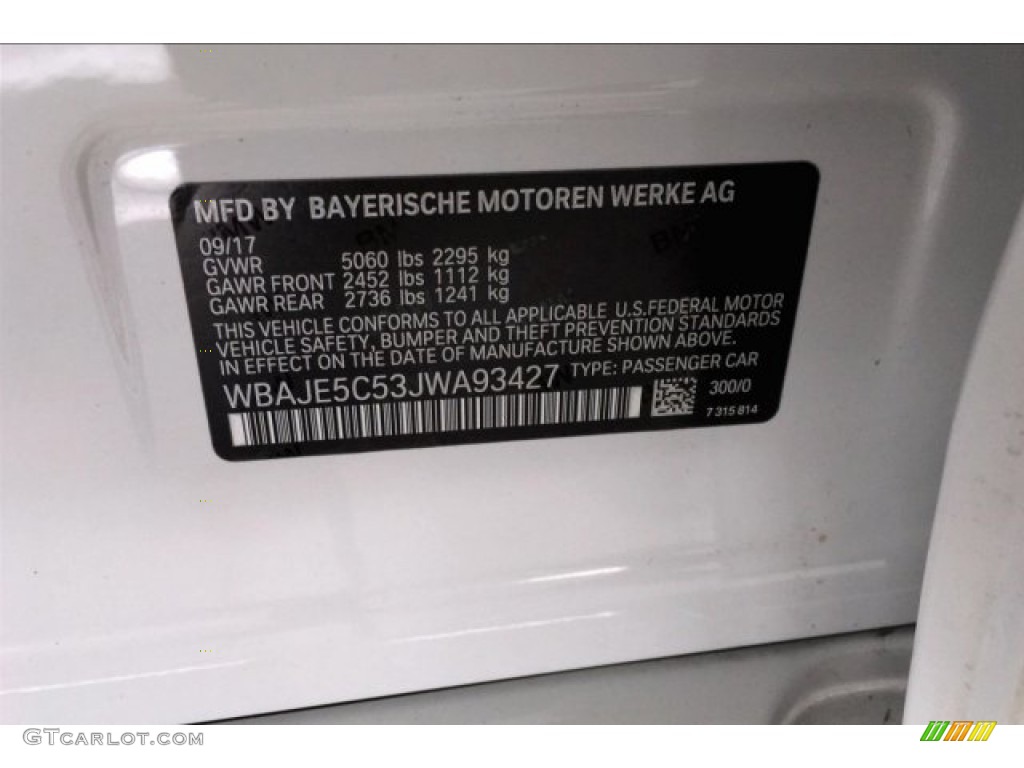 MFD BY BAYERISCHE MOTOREN WERKE AG
09/17
GVWR 5060 lbs 2295 kg
GAWR FRONT 2452 lbs 1112 kg
GAWR REAR 2736 lbs 1241 kg
THIS VEHICLE CONFORMS TO ALL APPLICABLE U.S.FEDERAL MOTOR
VEHICLE SAFETY, BUMPER AND THEFT PREVENTION STANDARDS
IN EFFECT ON THE DATE OF MANUFACTURE SHOWN ABOVE.
WBAJE5C53JWA93427 TYPE: PASSENGER CAR
300/0
7 315 814
GTCARLOT.COM